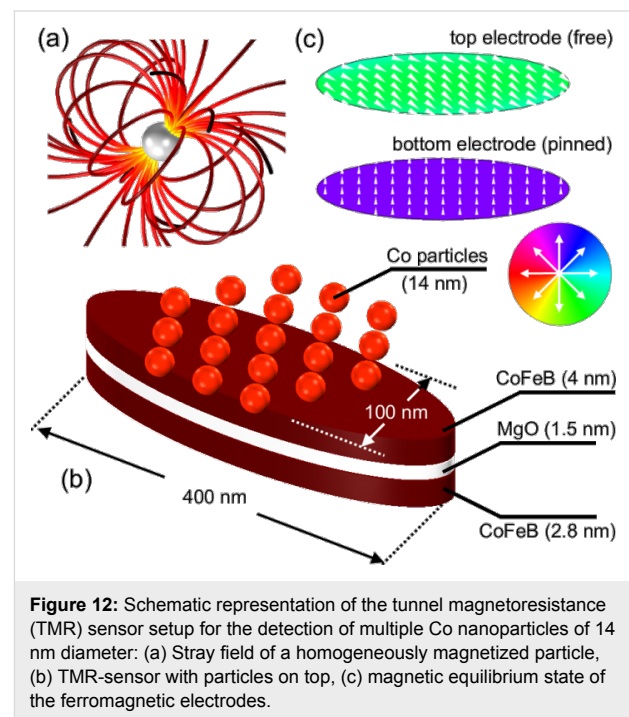 (a)
(c)
top electrode (free)
bottom electrode (pinned)
Co particles
(14 nm)
CoFeB (4 nm)
100 nm
MgO (1.5 nm)
(b)
400 nm
CoFeB (2.8 nm)
Figure 12: Schematic representation of the tunnel magnetoresistance
(TMR) sensor setup for the detection of multiple Co nanoparticles of 14
nm diameter: (a) Stray field of a homogeneously magnetized particle,
(b) TMR-sensor with particles on top, (c) magnetic equilibrium state of
the ferromagnetic electrodes.